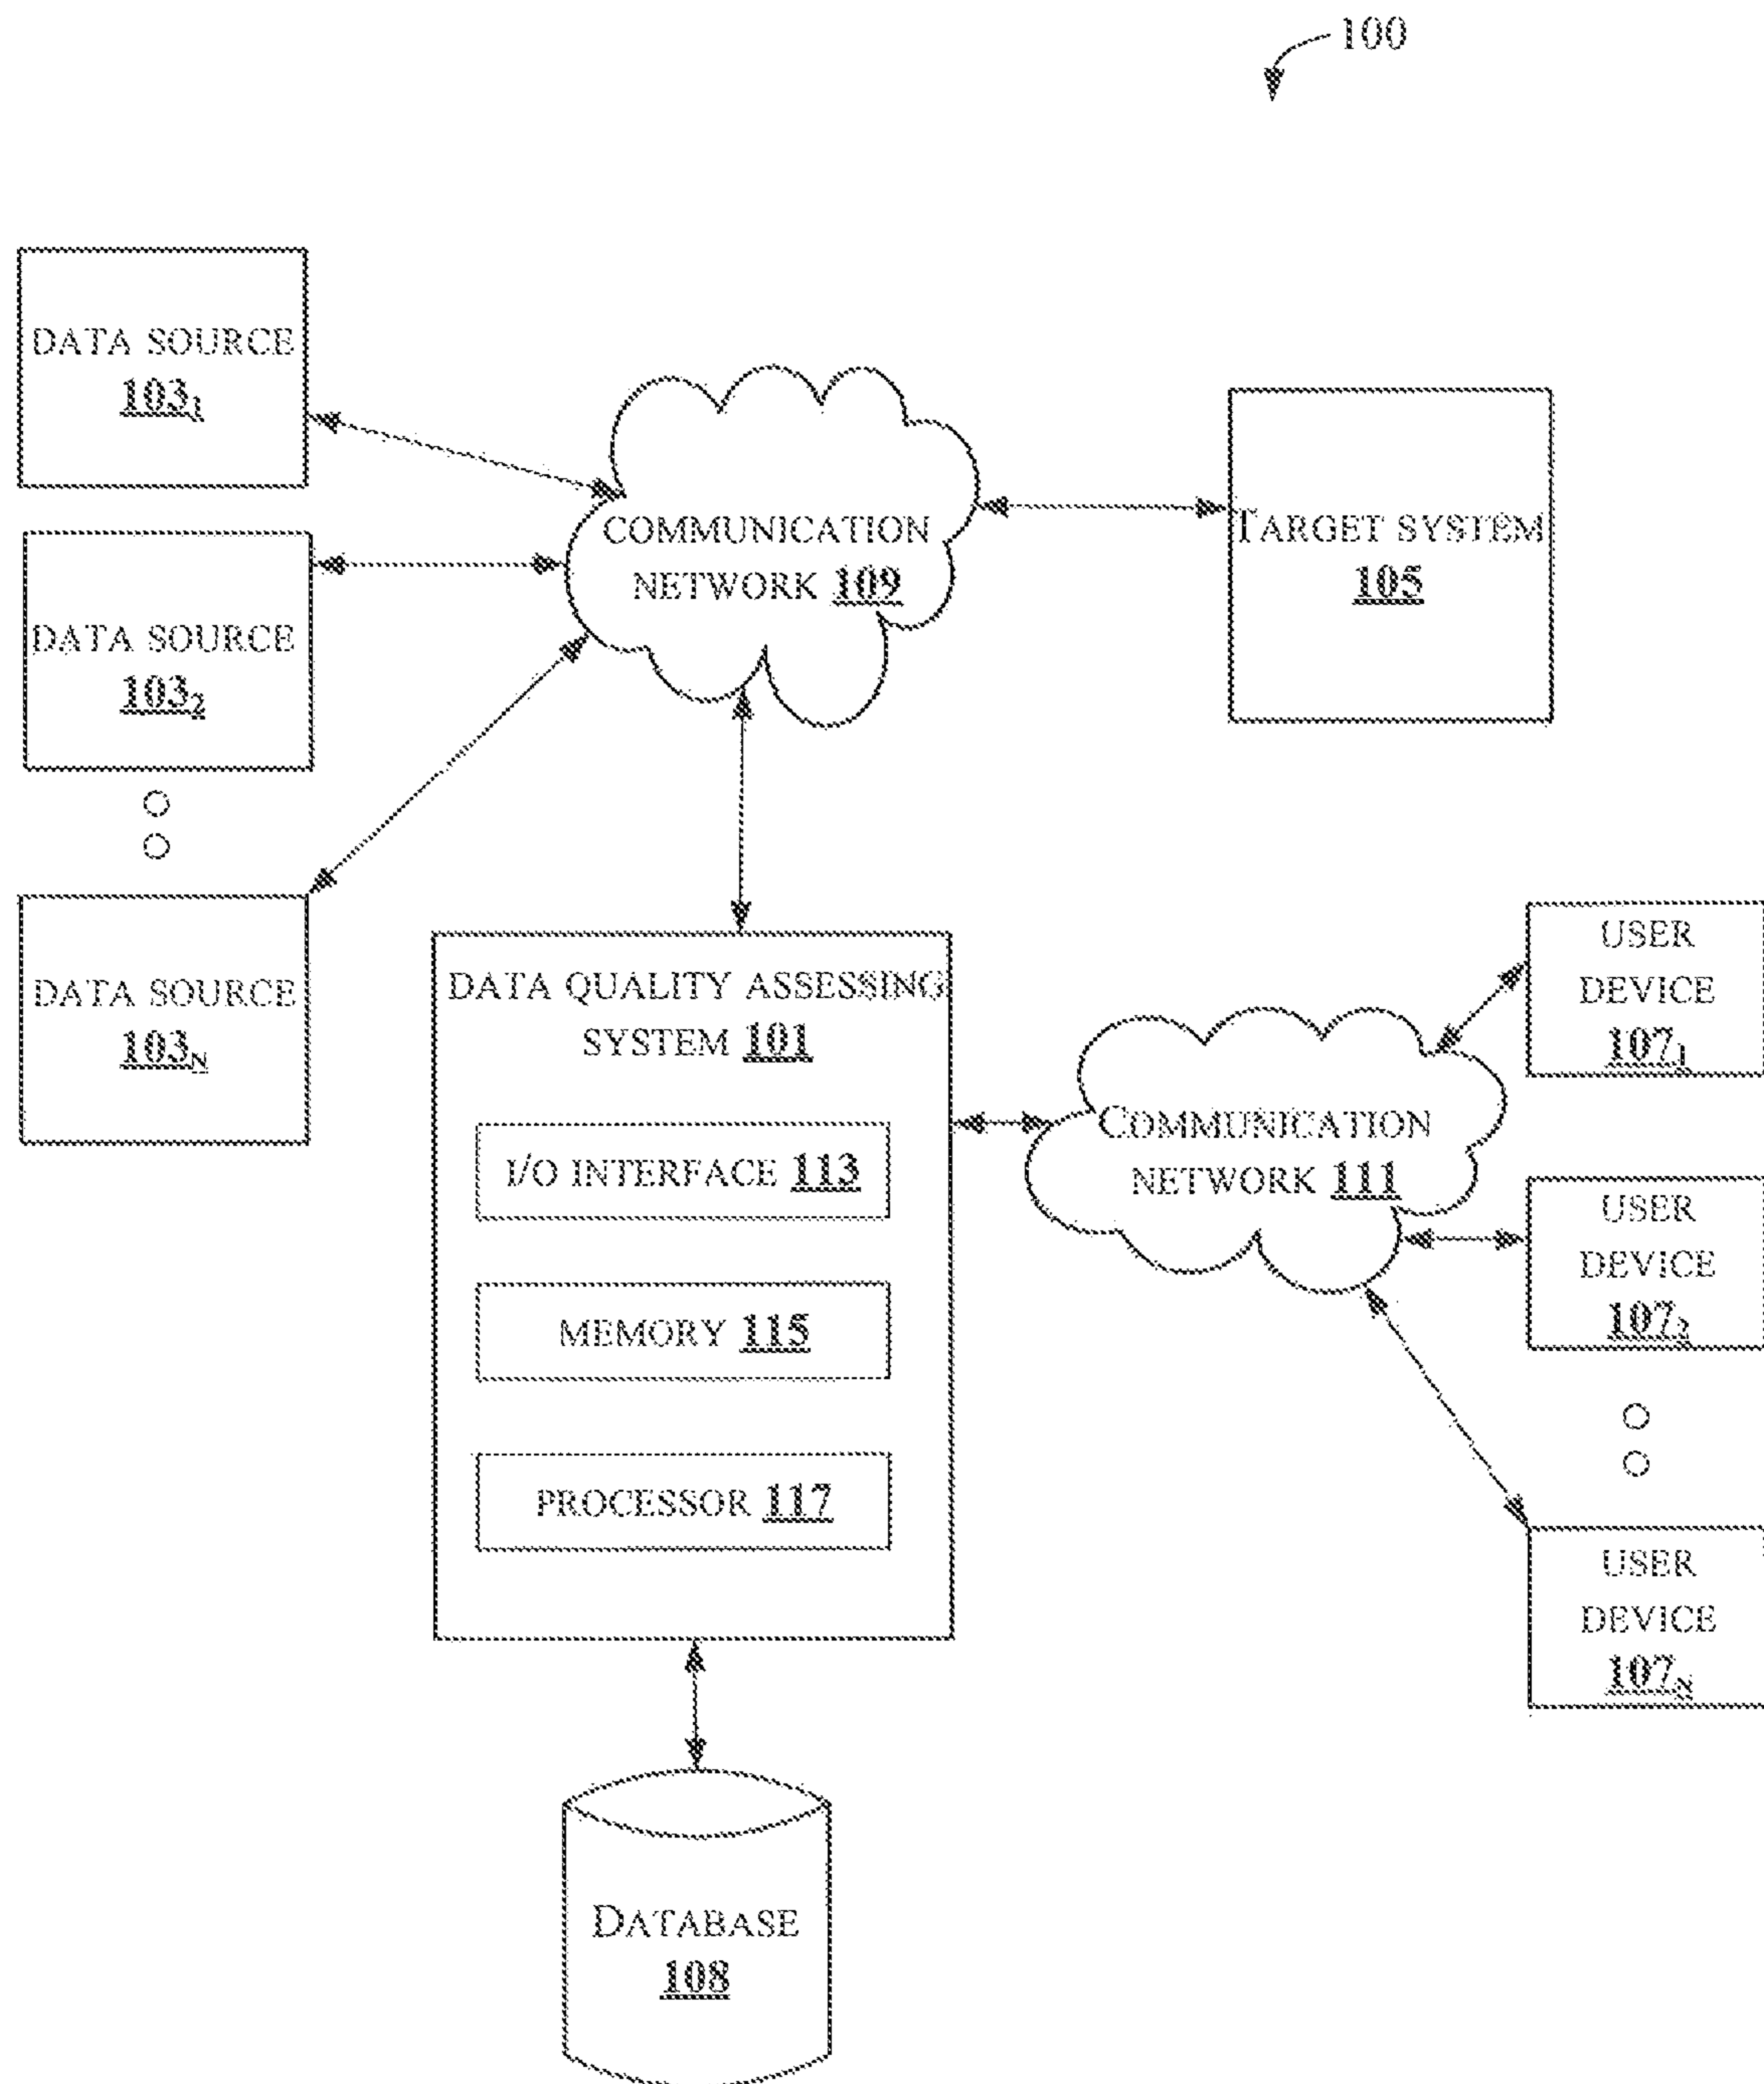 100
DATA SOURCE
103₁
DATA SOURCE
103₂
DATA SOURCE
103ₙ
COMMUNICATION
NETWORK 109
TARGET SYSTEM
105
DATA QUALITY ASSESSING
SYSTEM 101
I/O INTERFACE 113
MEMORY 115
PROCESSOR 117
COMMUNICATION
NETWORK 111
USER
DEVICE
107₁
USER
DEVICE
107₂
USER
DEVICE
107ₙ
DATABASE
108